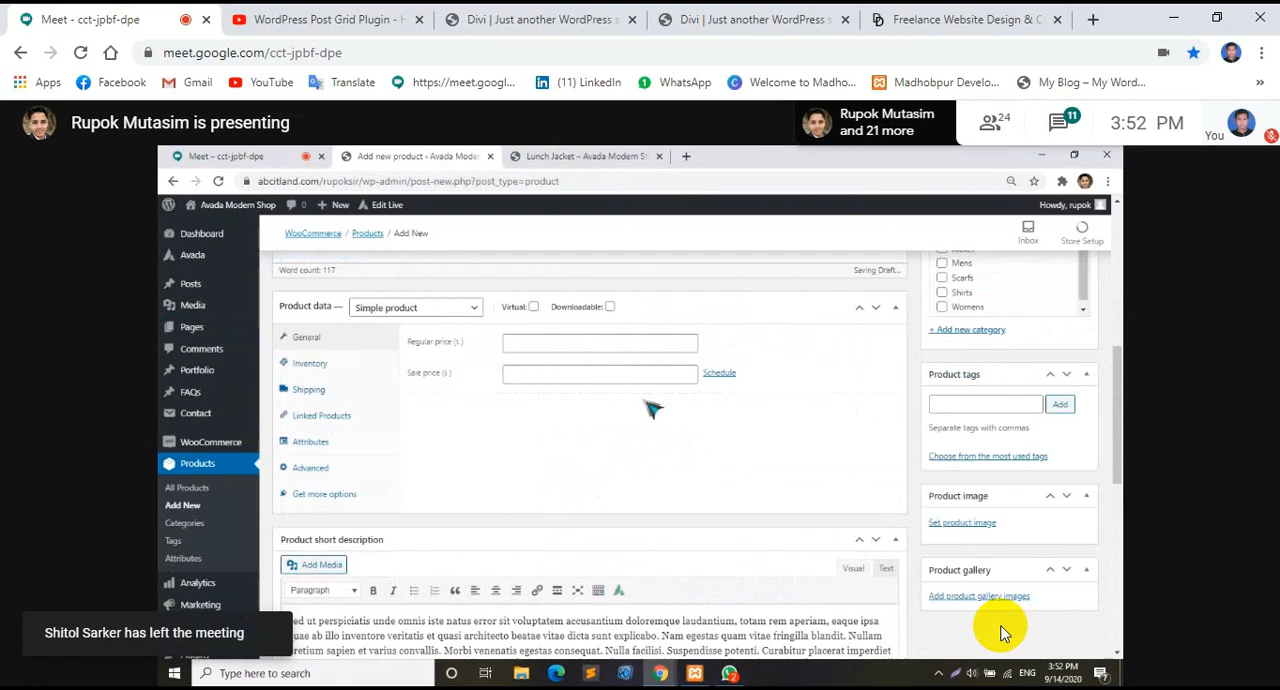 Meet - cct-jpbf-dpe
WordPress Post Grid Plugin - H
Divi | Just another WordPress s
Divi | Just another WordPress s
Freelance Website Design & C
meet.google.com/cct-jpbf-dpe
Apps
Facebook
Gmail
YouTube
Translate
https://meet.googl...
(11) LinkedIn
WhatsApp
Welcome to Madho...
Madhobpur Develo...
My Blog – My Word...
Rupok Mutasim is presenting
Rupok Mutasim
and 21 more
24
11
3:52 PM
You
Meet – cct-jpbf-dpe
Add new product ‹ Avada Moder
Lunch Jacket – Avada Modern Sh
abcitland.com/rupoksir/wp-admin/post-new.php?post_type=product
Avada Modern Shop
0
New
Edit Live
Howdy, rupok
Dashboard
Avada
Posts
Media
Pages
Comments
Portfolio
FAQs
Contact
WooCommerce
Products
All Products
Add New
Categories
Tags
Attributes
Analytics
Marketing
WooCommerce / Products / Add New
Inbox
Store Setup
Word count: 117
Saving Draft...
Product data —
Simple product
Virtual:
Downloadable:
General
Inventory
Shipping
Linked Products
Attributes
Advanced
Get more options
Regular price
Sale price
Schedule
Product short description
Add Media
Visual
Text
Paragraph
B
I
ed ut perspiciatis unde omnis iste natus error sit voluptatem accusantium doloremque laudantium, totam rem aperiam, eaque ipsa
ab illo inventore veritatis et quasi architecto beatae vitae dicta sunt explicabo. Nam egestas quam vitae fringilla blandit.
pretium et varius convallis. Morbi venenatis egestas consequat. Nulla facilisi. Suspendisse potenti. Curabitur placerat imperdiet
Mens
Scarfs
Shirts
Womens
+ Add new category
Product tags
Add
Separate tags with commas
Choose from the most used tags
Product image
Set product image
Product gallery
Add product gallery images
Shitol Sarker has left the meeting
Type here to search
2
ENG
3:52 PM
9/14/2020
7